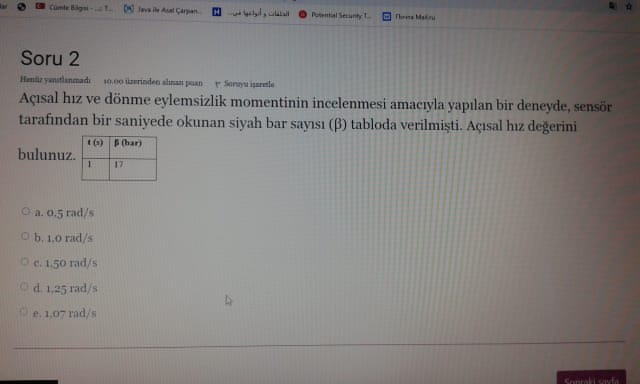 Cümle Bilgisi - ...: T...
Java ile Asal Çarpan...
الحلقات و أنواعها في...
Potential Security T...
Почта Mail.ru
Soru 2
Henüz yanıtlanmadı 10.00 üzerinden alınan puan Soruyu işaretle
Açısal hız ve dönme eylemsizlik momentinin incelenmesi amacıyla yapılan bir deneyde, sensör
tarafından bir saniyede okunan siyah bar sayısı (β) tabloda verilmişti. Açısal hız değerini
bulunuz.
t (s) β (bar)
1 17
a. 0,5 rad/s
b. 1,0 rad/s
c. 1,50 rad/s
d. 1,25 rad/s
e. 1,07 rad/s
Sonraki sayfa